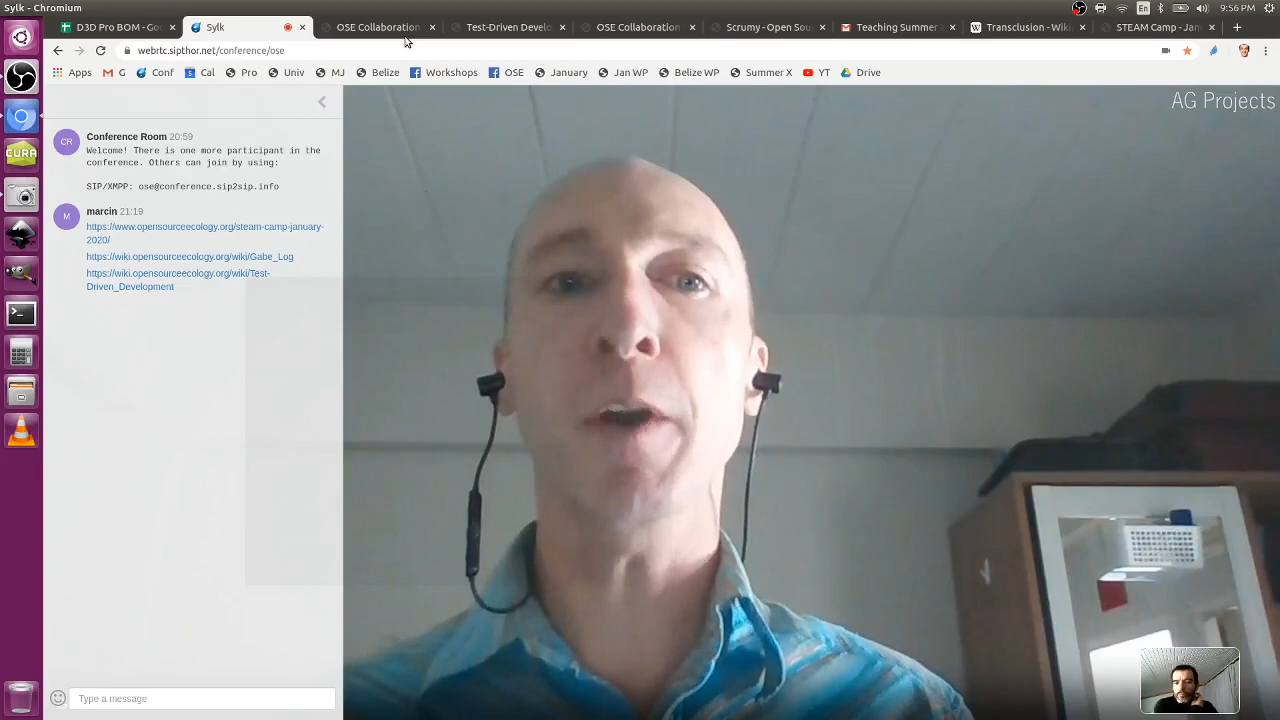 Sylk - Chromium
En
9:56 PM
D3D Pro BOM - Goo
Sylk
OSE Collaboration
Test-Driven Develo
OSE Collaboration
Scrumy - Open Sou
Teaching Summer X
Transclusion - Wiki
STEAM Camp - Jan
webrtc.sipthor.net/conference/ose
Apps
G
Conf
Cal
Pro
Univ
MJ
Belize
Workshops
OSE
January
Jan WP
Belize WP
Summer X
YT
Drive
AG Projects
CR
Conference Room 20:59
Welcome! There is one more participant in the
conference. Others can join by using:
SIP/XMPP: ose@conference.sip2sip.info
M
marcin 21:19
https://www.opensourceecology.org/steam-camp-january-
2020/
https://wiki.opensourceecology.org/wiki/Gabe_Log
https://wiki.opensourceecology.org/wiki/Test-
Driven_Development
CURA
Type a message